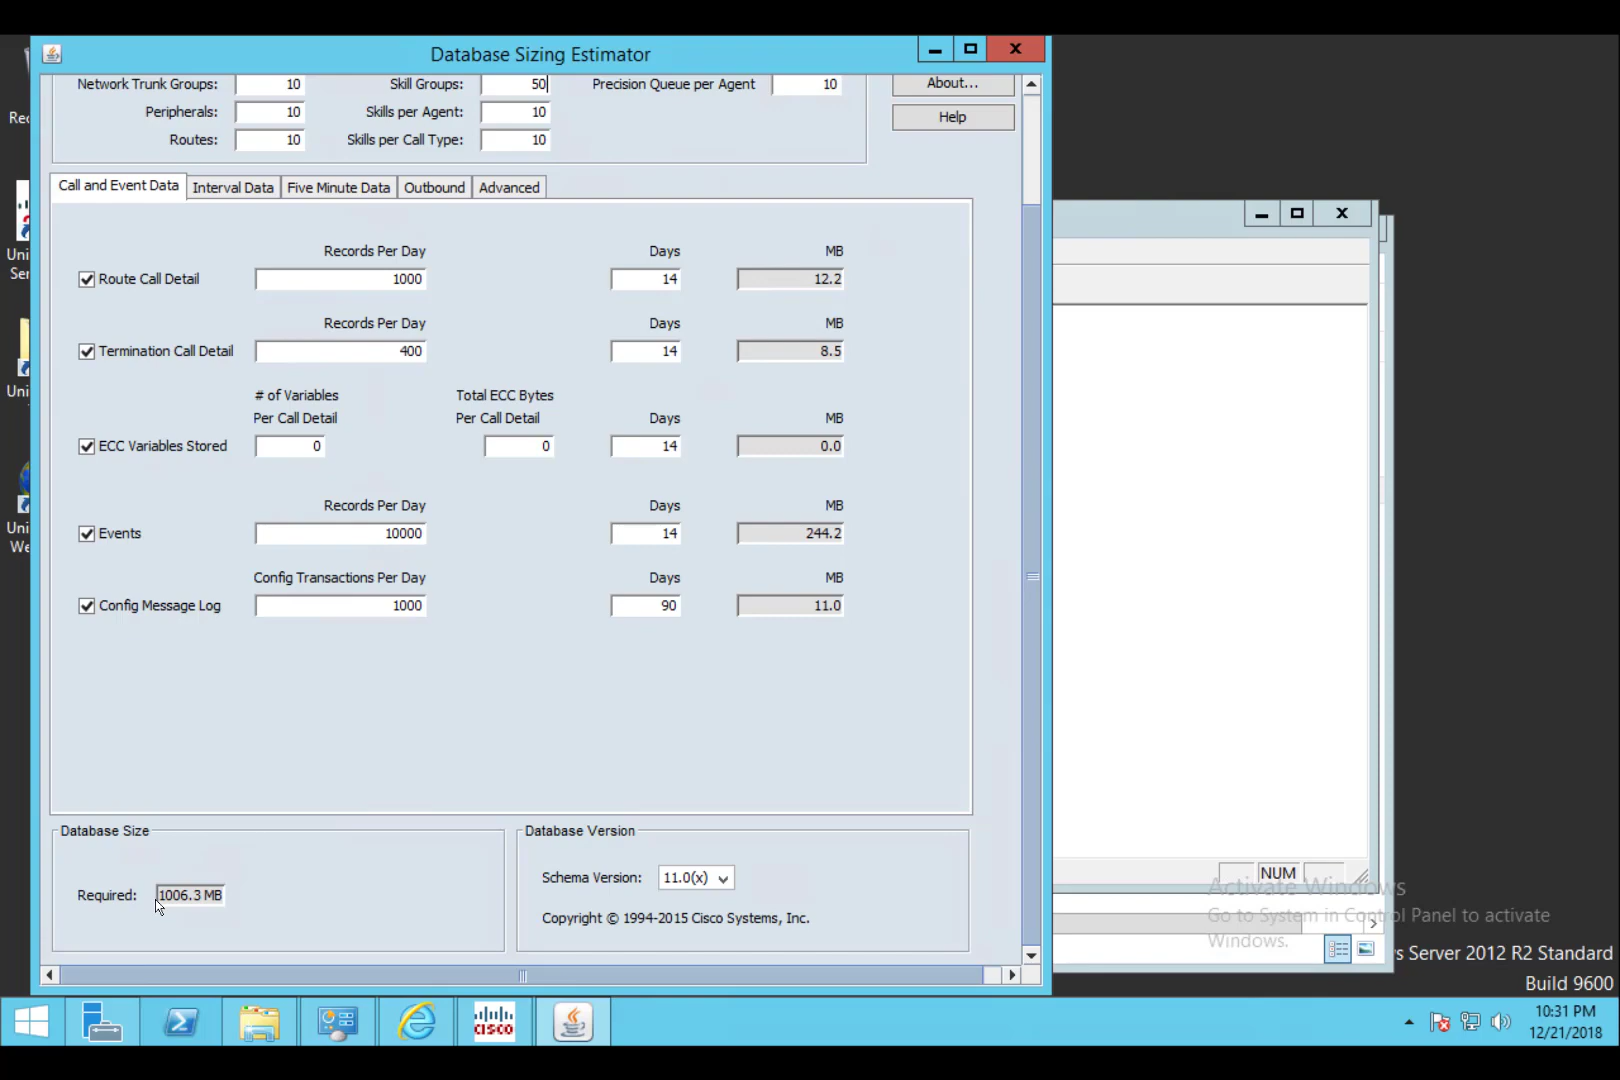 Database Sizing Estimator
Network Trunk Groups: 10 Skill Groups: 50 Precision Queue per Agent 10 About...
Peripherals: 10 Skills per Agent: 10 Help
Routes: 10 Skills per Call Type: 10
Call and Event Data Interval Data Five Minute Data Outbound Advanced
Records Per Day Days MB
Route Call Detail 1000 14 12.2
Records Per Day Days MB
Termination Call Detail 400 14 8.5
# of Variables Total ECC Bytes
Per Call Detail Per Call Detail Days MB
ECC Variables Stored 0 0 14 0.0
Records Per Day Days MB
Events 10000 14 244.2
Config Transactions Per Day Days MB
Config Message Log 1000 90 11.0
Database Size Database Version
Schema Version: 11.0(x)
Required: 1006.3 MB
Copyright © 1994-2015 Cisco Systems, Inc.
Rec
Uni
Ser
Uni
Uni
We
NUM
Activate Windows
Go to System in Control Panel to activate
Windows.
s Server 2012 R2 Standard
Build 9600
CISCO
10:31 PM
12/21/2018